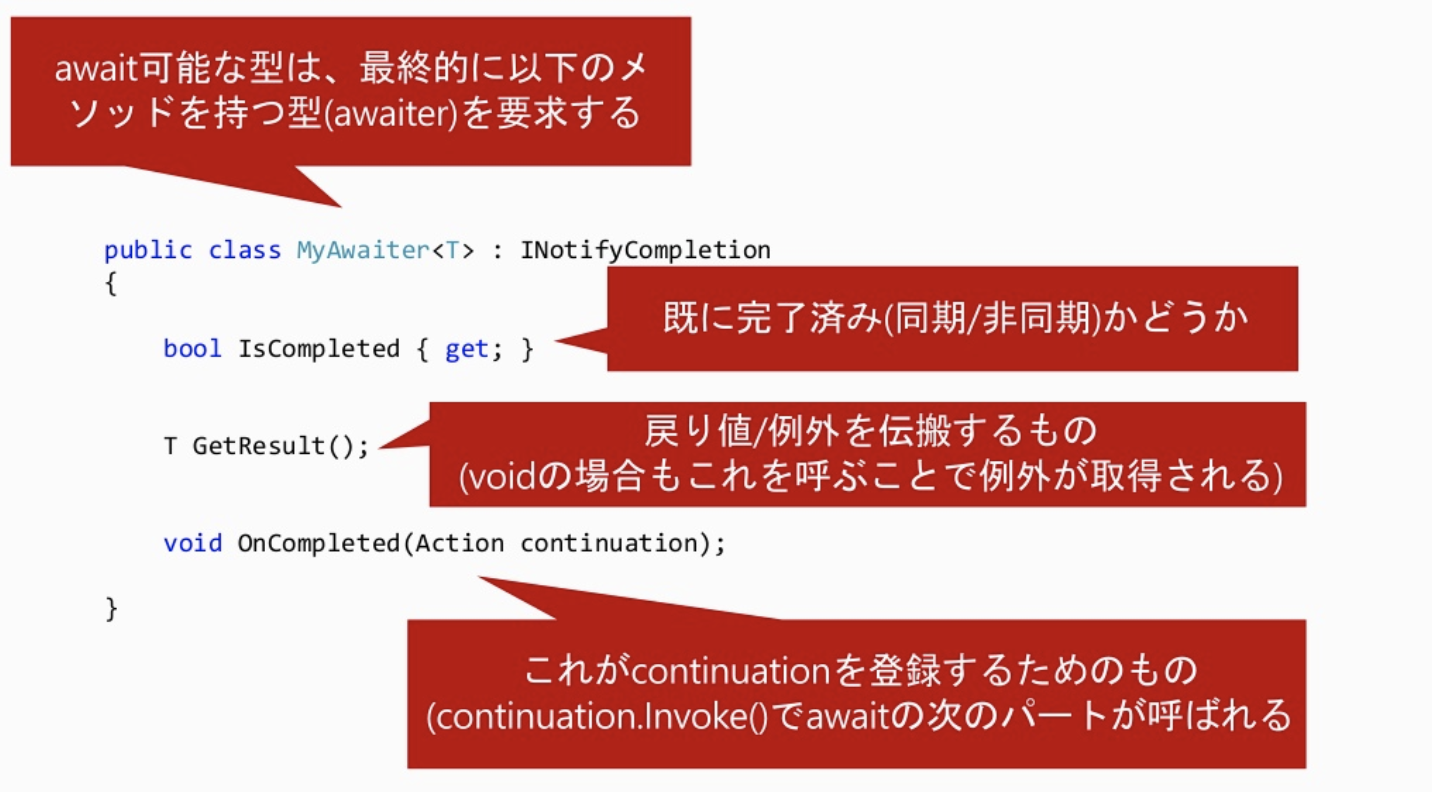 await可能な型は、最終的に以下のメ
ソッドを持つ型(awaiter)を要求する
public class MyAwaiter<T> : INotifyCompletion
{
既に完了済み(同期/非同期)かどうか
bool IsCompleted { get; }
戻り値/例外を伝搬するもの
T GetResult();
(voidの場合もこれを呼ぶことで例外が取得される)
void OnCompleted(Action continuation);
}
これがcontinuationを登録するためのもの
(continuation.Invoke()でawaitの次のパートが呼ばれる